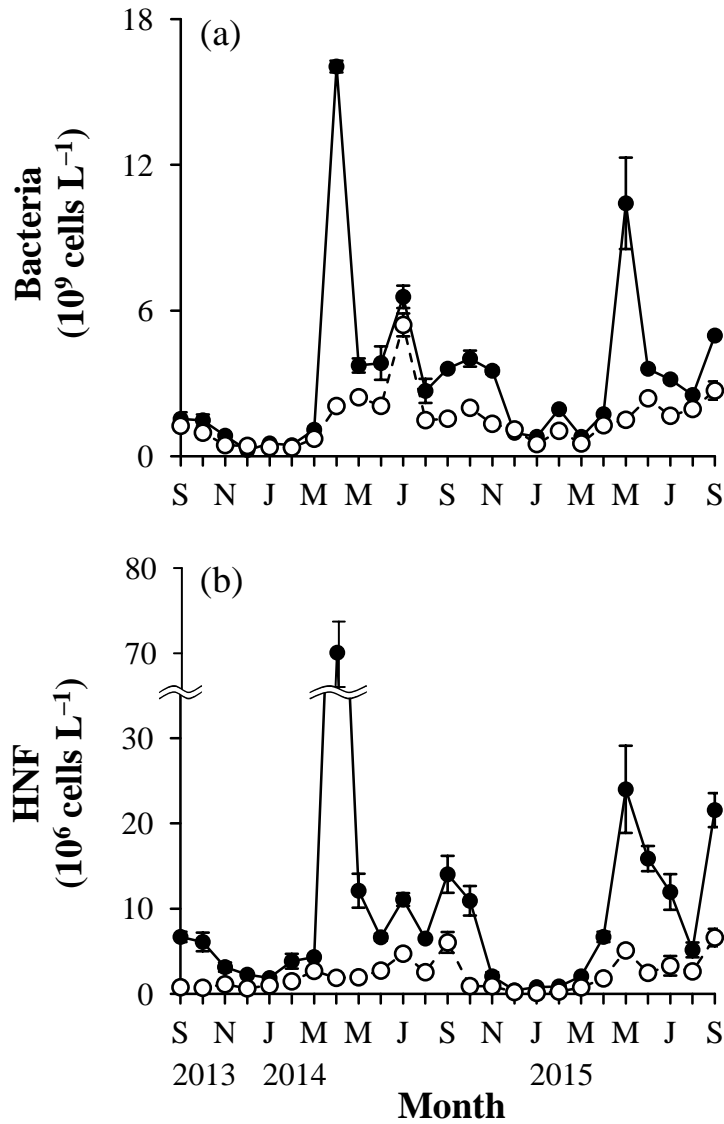 (a)
18
12
6
0
Bacteria
(10⁹ cells L⁻¹)
S N J M M J S N J M M J S
(b)
80
70
30
20
10
0
HNF
(10⁶ cells L⁻¹)
S N J M M J S N J M M J S
2013 2014 2015
Month